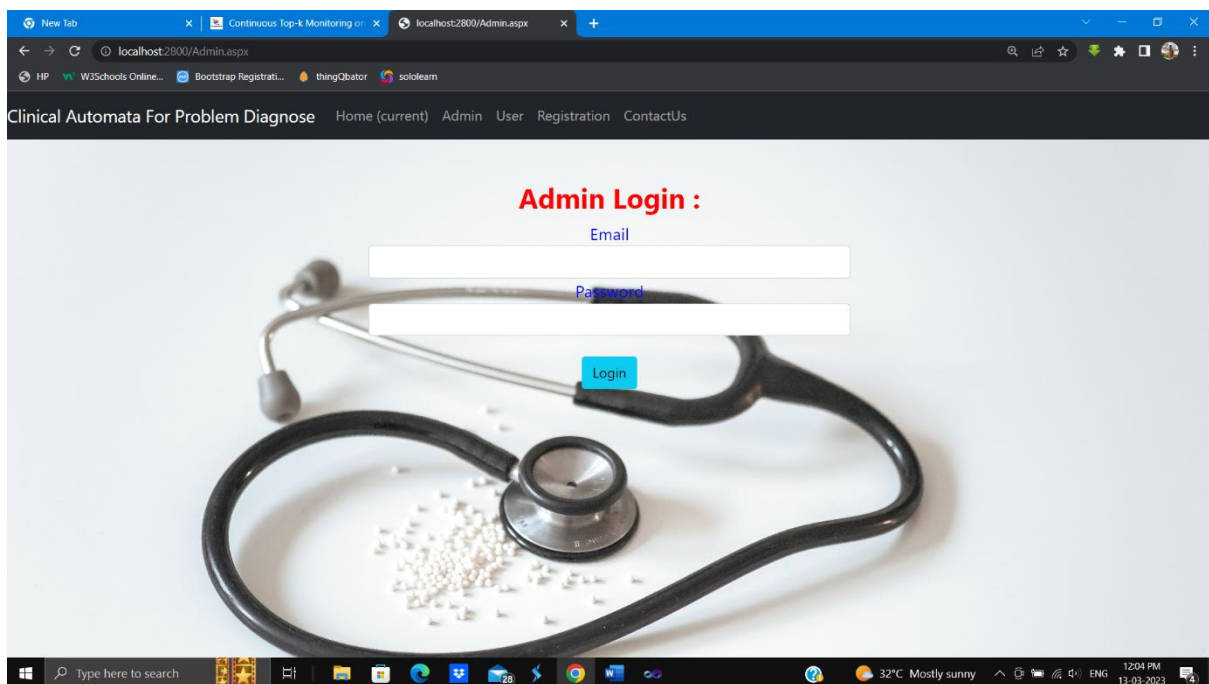 New Tab
Continuous Top-k Monitoring on
localhost:2800/Admin.aspx
localhost:2800/Admin.aspx
HP W3Schools Online... Bootstrap Registrati... thingQbator sololearn
Clinical Automata For Problem Diagnose Home (current) Admin User Registration ContactUs
Admin Login :
Email
Password
Login
Type here to search
28
32°C Mostly sunny
ENG
12:04 PM
13-03-2023
4